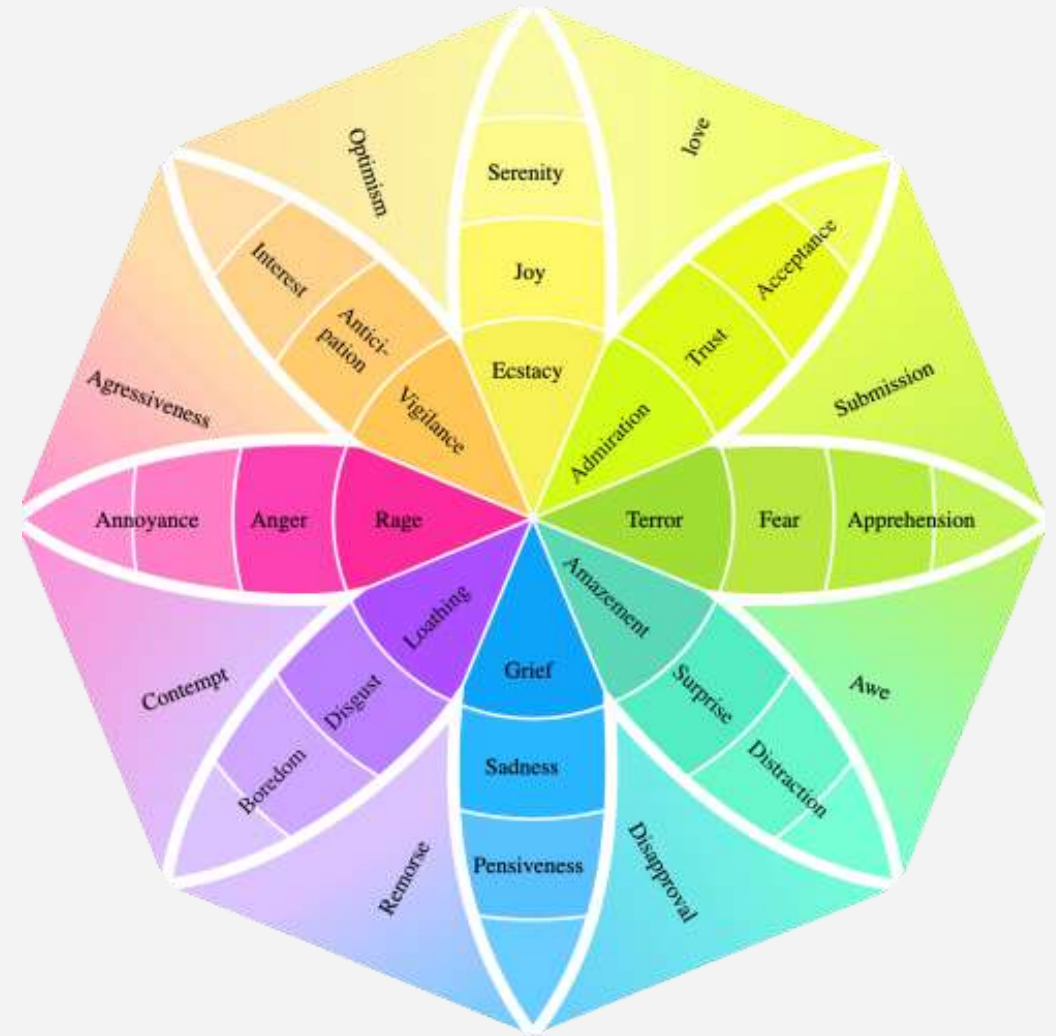 Optimism
love
Serenity
Interest
Joy
Acceptance
Antici-
pation
Trust
Ecstacy
Vigilance
Admiration
Agressiveness
Submission
Annoyance
Anger
Rage
Terror
Fear
Apprehension
Loathing
Amazement
Contempt
Disgust
Grief
Surprise
Awe
Boredom
Sadness
Distraction
Remorse
Pensiveness
Disapproval